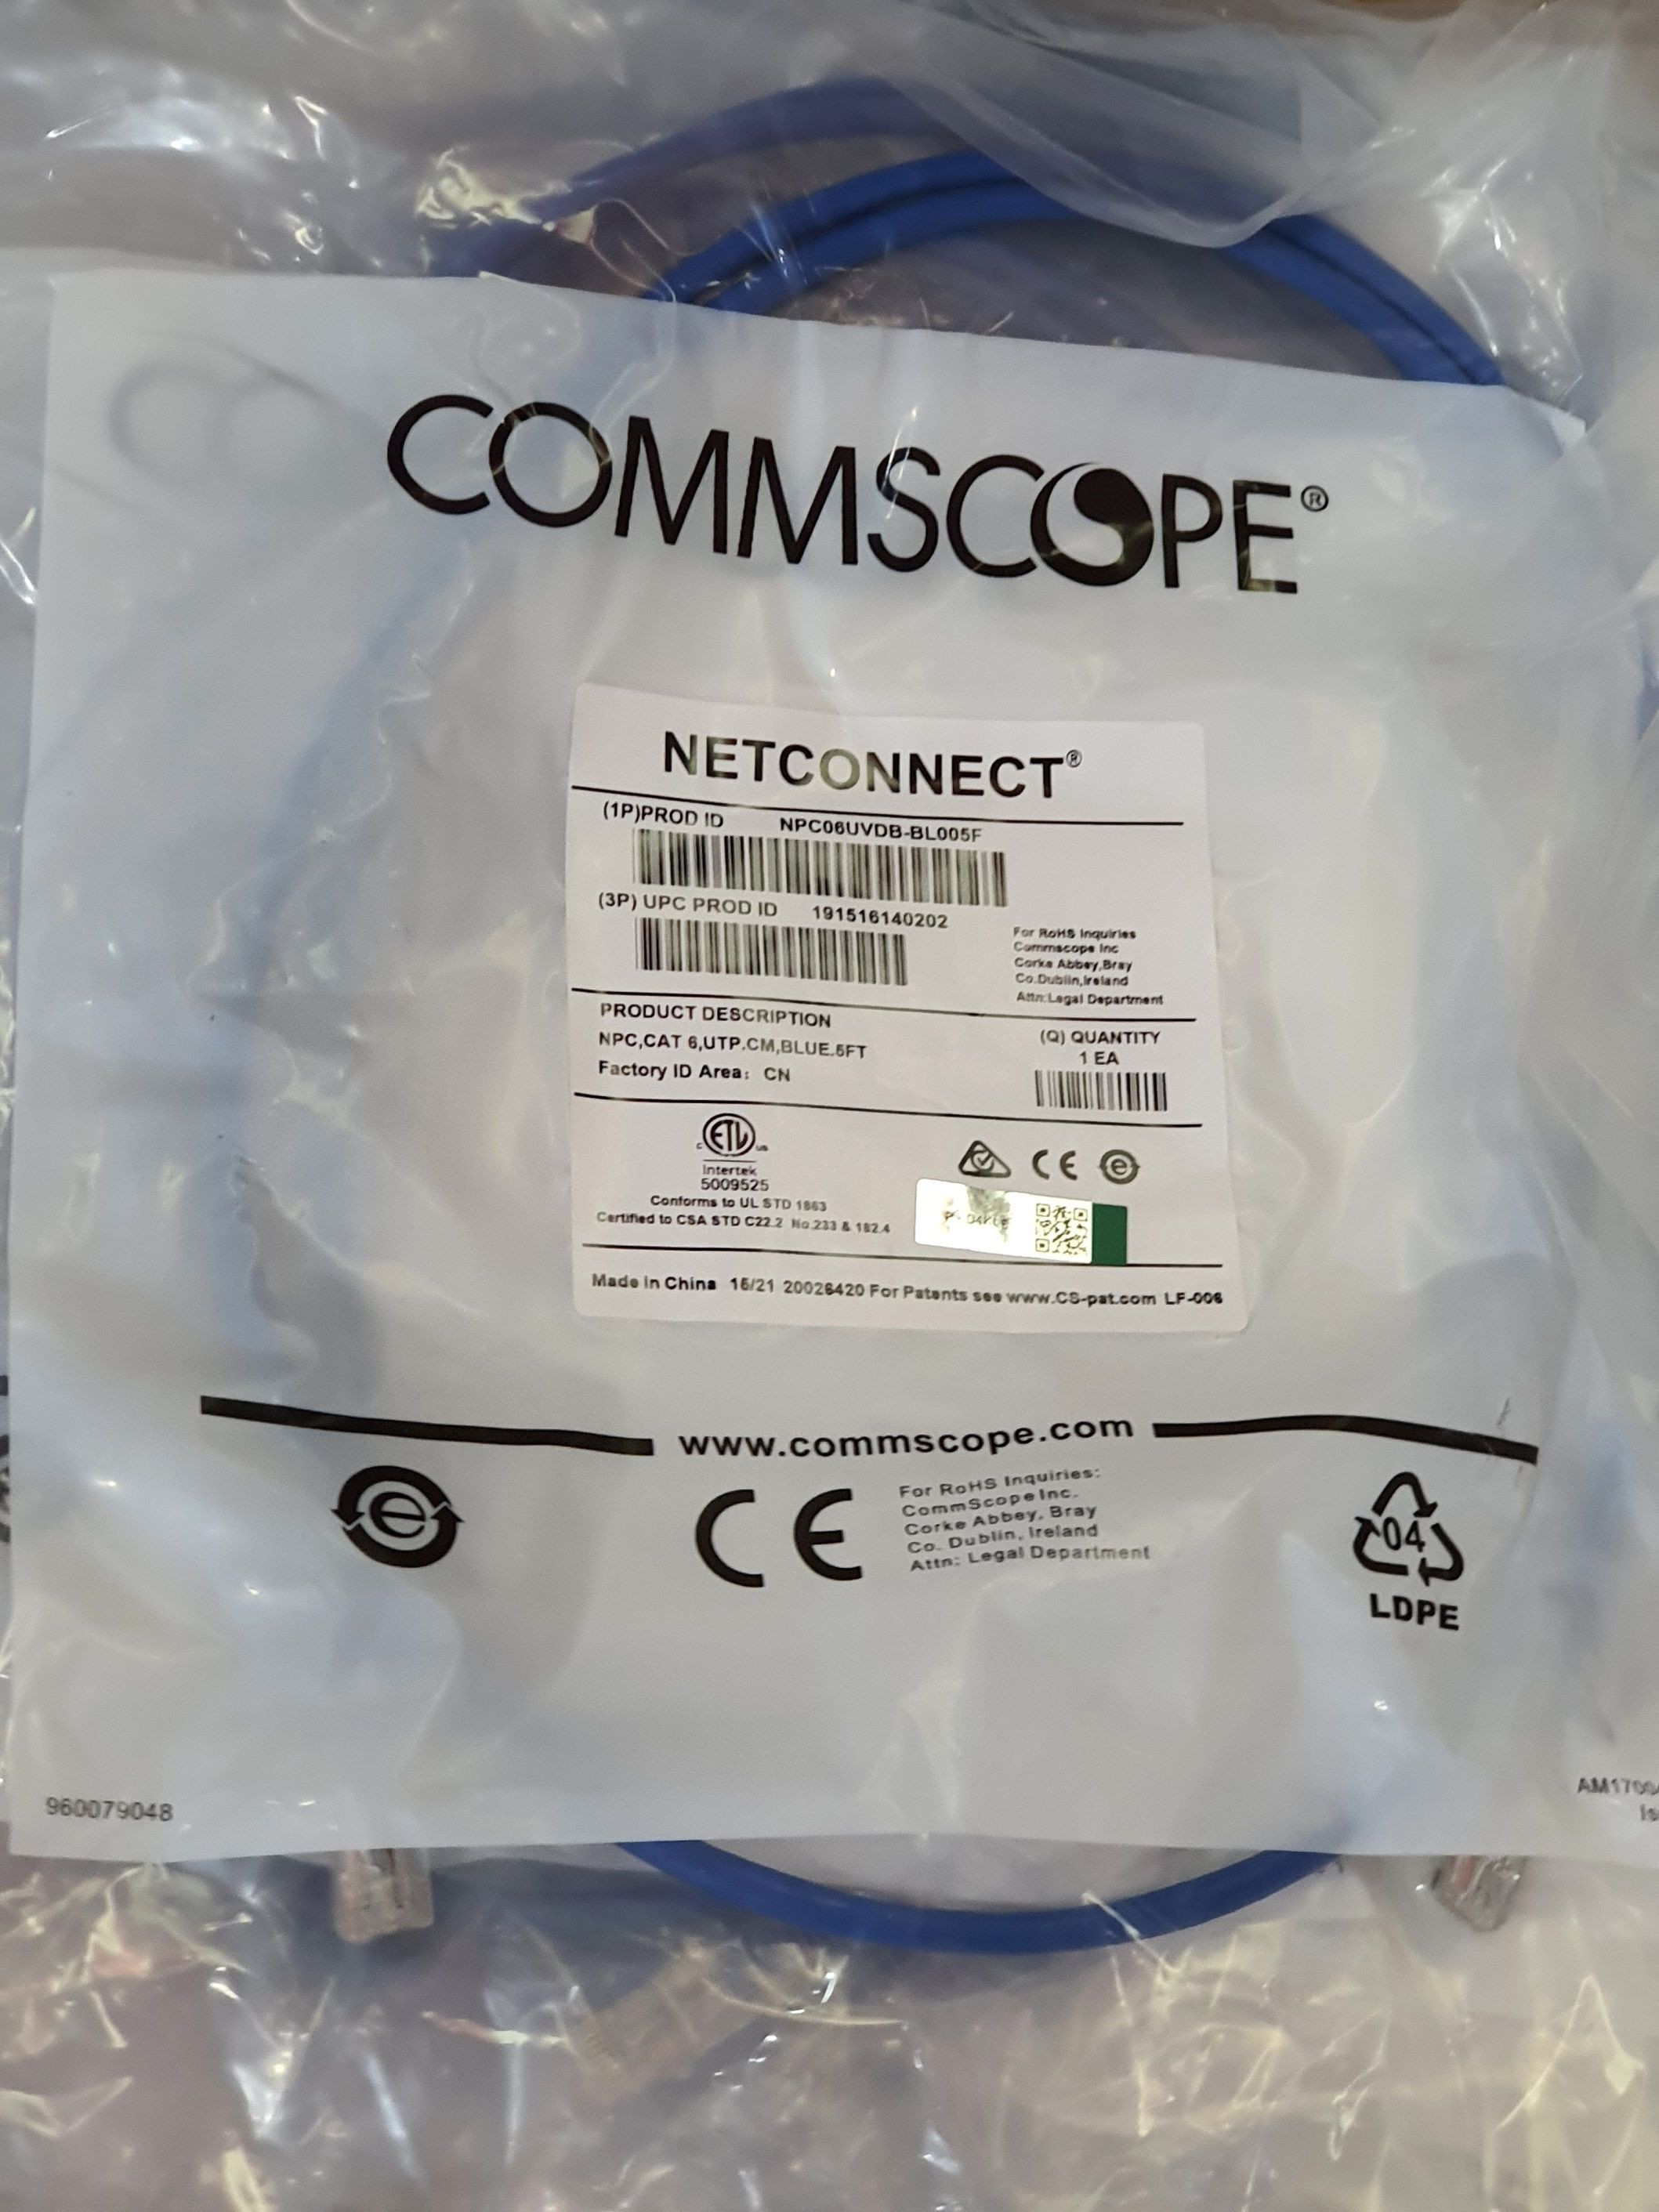 COMMSCOPE®
NETCONNECT®
(1P)PROD ID NPC06UVDB-BL005F
(3P) UPC PROD ID 191516140202
For RoHS Inquiries
Commscope Inc
Corke Abbey,Bray
Co.Dublin,Ireland
Attn:Legal Department
PRODUCT DESCRIPTION
NPC,CAT 6,UTP.CM,BLUE.5FT
Factory ID Area: CN
(Q) QUANTITY
1 EA
C ETL US
Intertek
5009525
Conforms to UL STD 1863
Certified to CSA STD C22.2 No.233 & 182.4
CE e
Made in China 15/21 20026420 For Patents see www.CS-pat.com LF-006
www.commscope.com
e
CE
For RoHS Inquiries:
CommScope Inc.
Corke Abbey, Bray
Co. Dublin, Ireland
Attn: Legal Department
04
LDPE
960079048